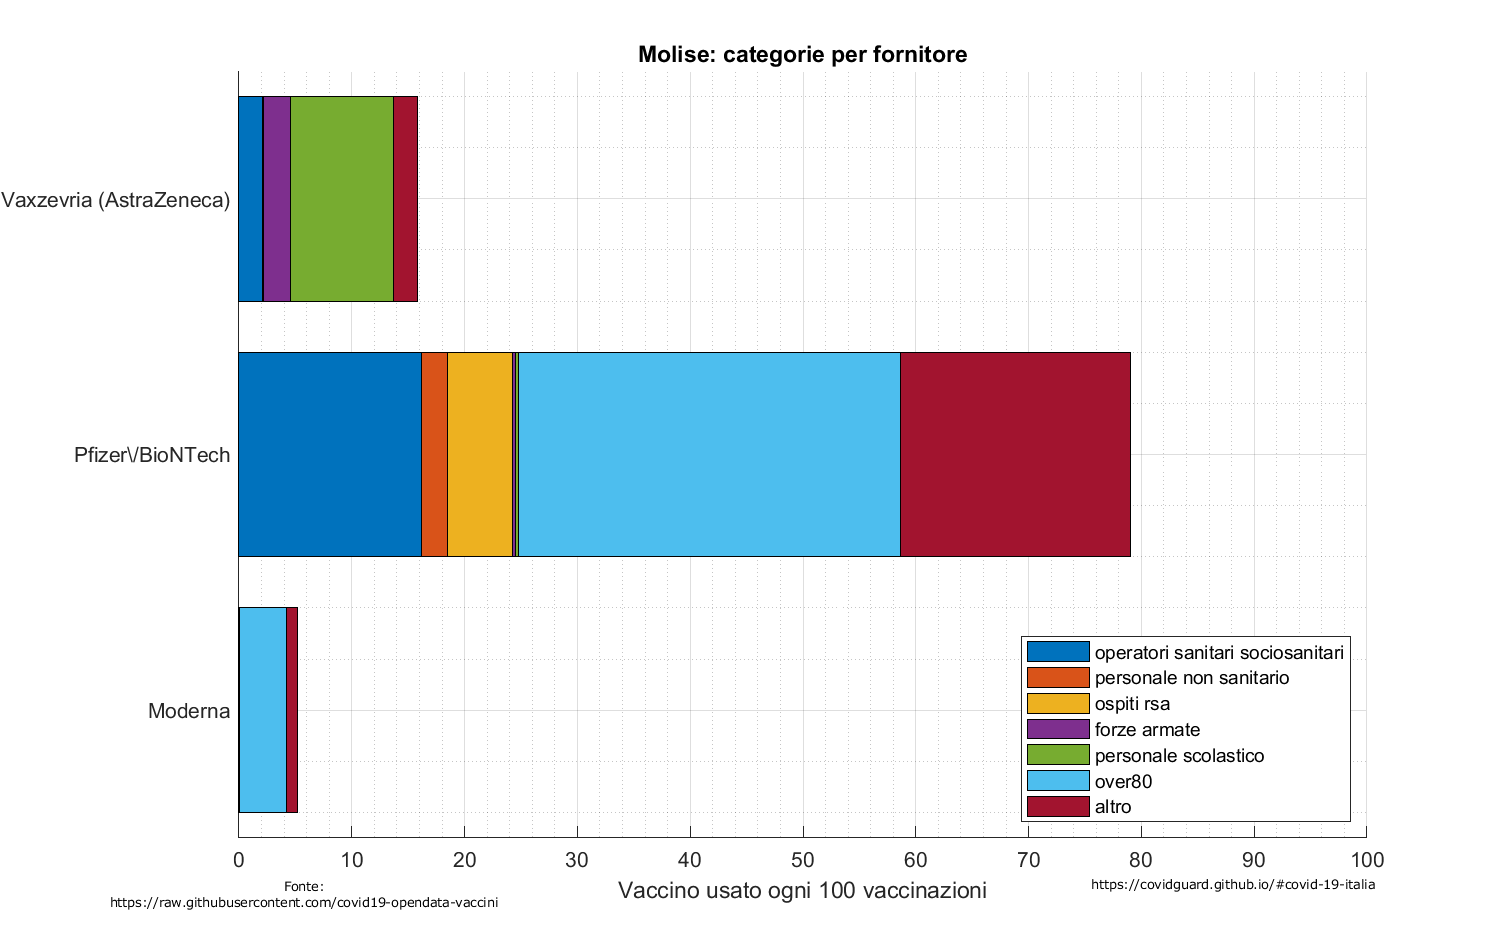 Molise: categorie per fornitore
Vaxzevria (AstraZeneca)
Pfizer\/BioNTech
Moderna
operatori sanitari sociosanitari
personale non sanitario
ospiti rsa
forze armate
personale scolastico
over80
altro
0 10 20 30 40 50 60 70 80 90 100
Vaccino usato ogni 100 vaccinazioni
Fonte:
https://raw.githubusercontent.com/covid19-opendata-vaccini
https://covidguard.github.io/#covid-19-italia